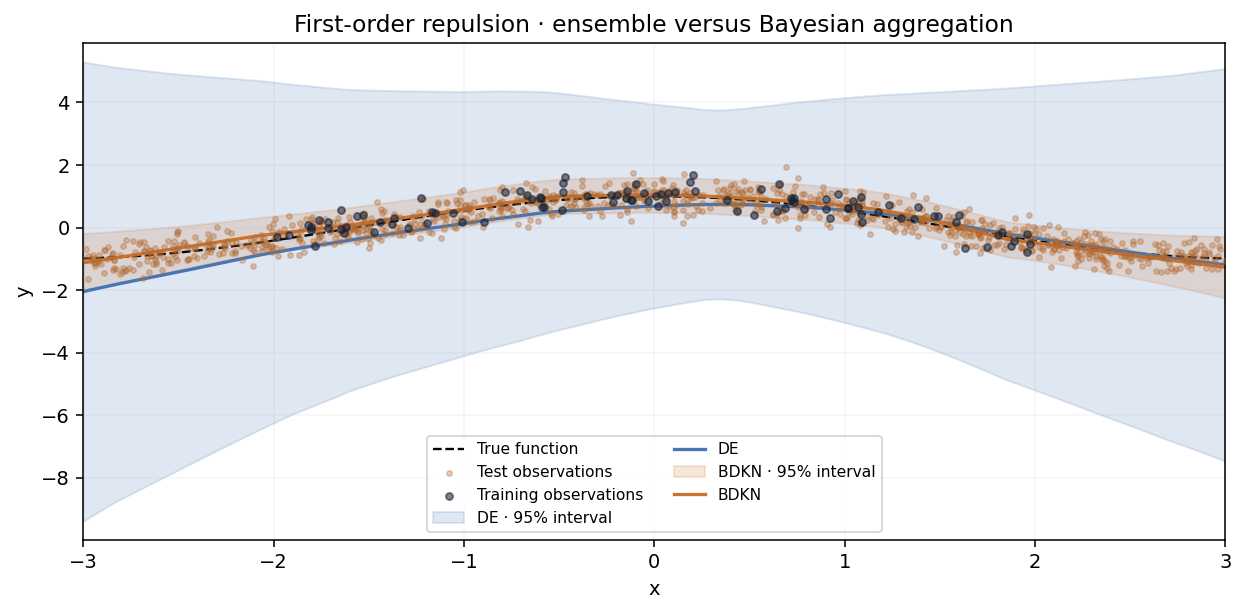 First-order repulsion · ensemble versus Bayesian aggregation
y
4
2
0
−2
−4
−6
−8
True function
Test observations
Training observations
DE · 95% interval
DE
BDKN · 95% interval
BDKN
−3 −2 −1 0 1 2 3
x